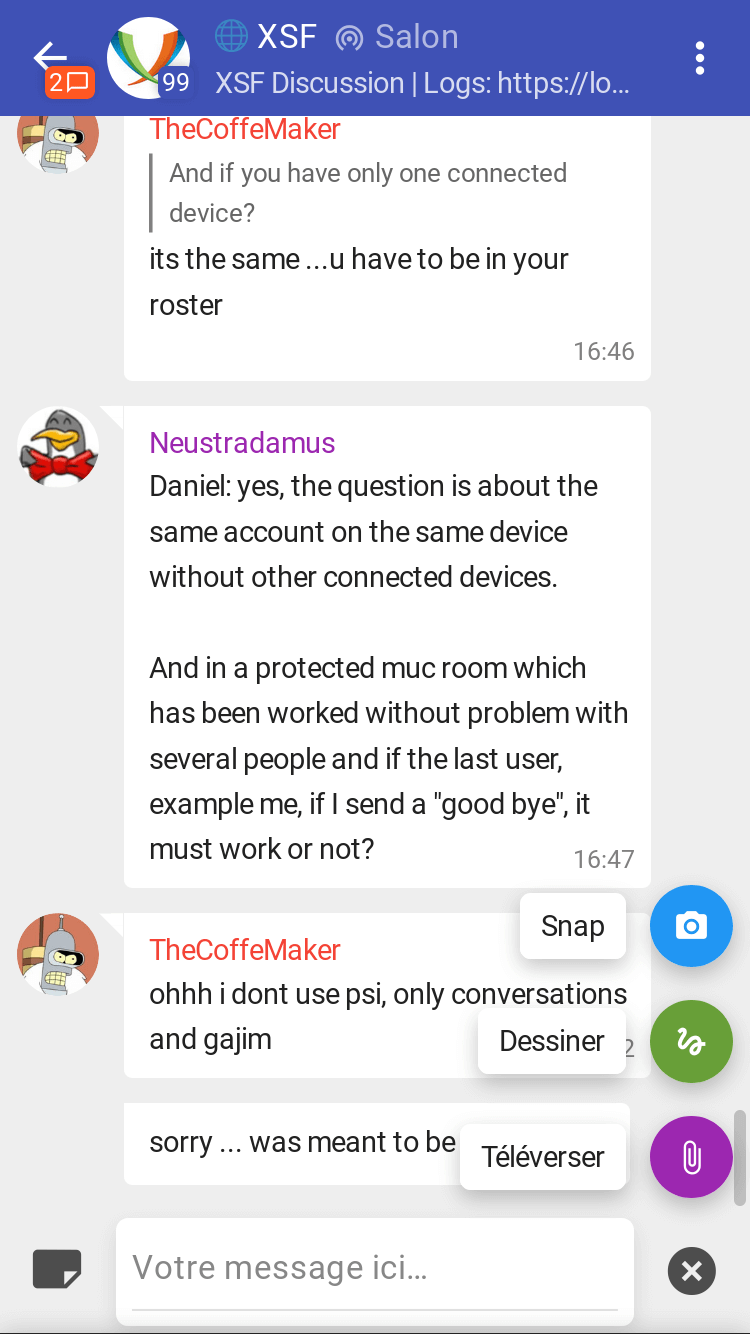 XSF Salon
2 99 XSF Discussion | Logs: https://lo...
TheCoffeMaker
And if you have only one connected
device?
its the same ...u have to be in your
roster
16:46
Neustradamus
Daniel: yes, the question is about the
same account on the same device
without other connected devices.
And in a protected muc room which
has been worked without problem with
several people and if the last user,
example me, if I send a "good bye", it
must work or not?
16:47
Snap
TheCoffeMaker
ohhh i dont use psi, only conversations
and gajim
Dessiner
2
sorry ... was meant to be
Téléverser
Votre message ici...